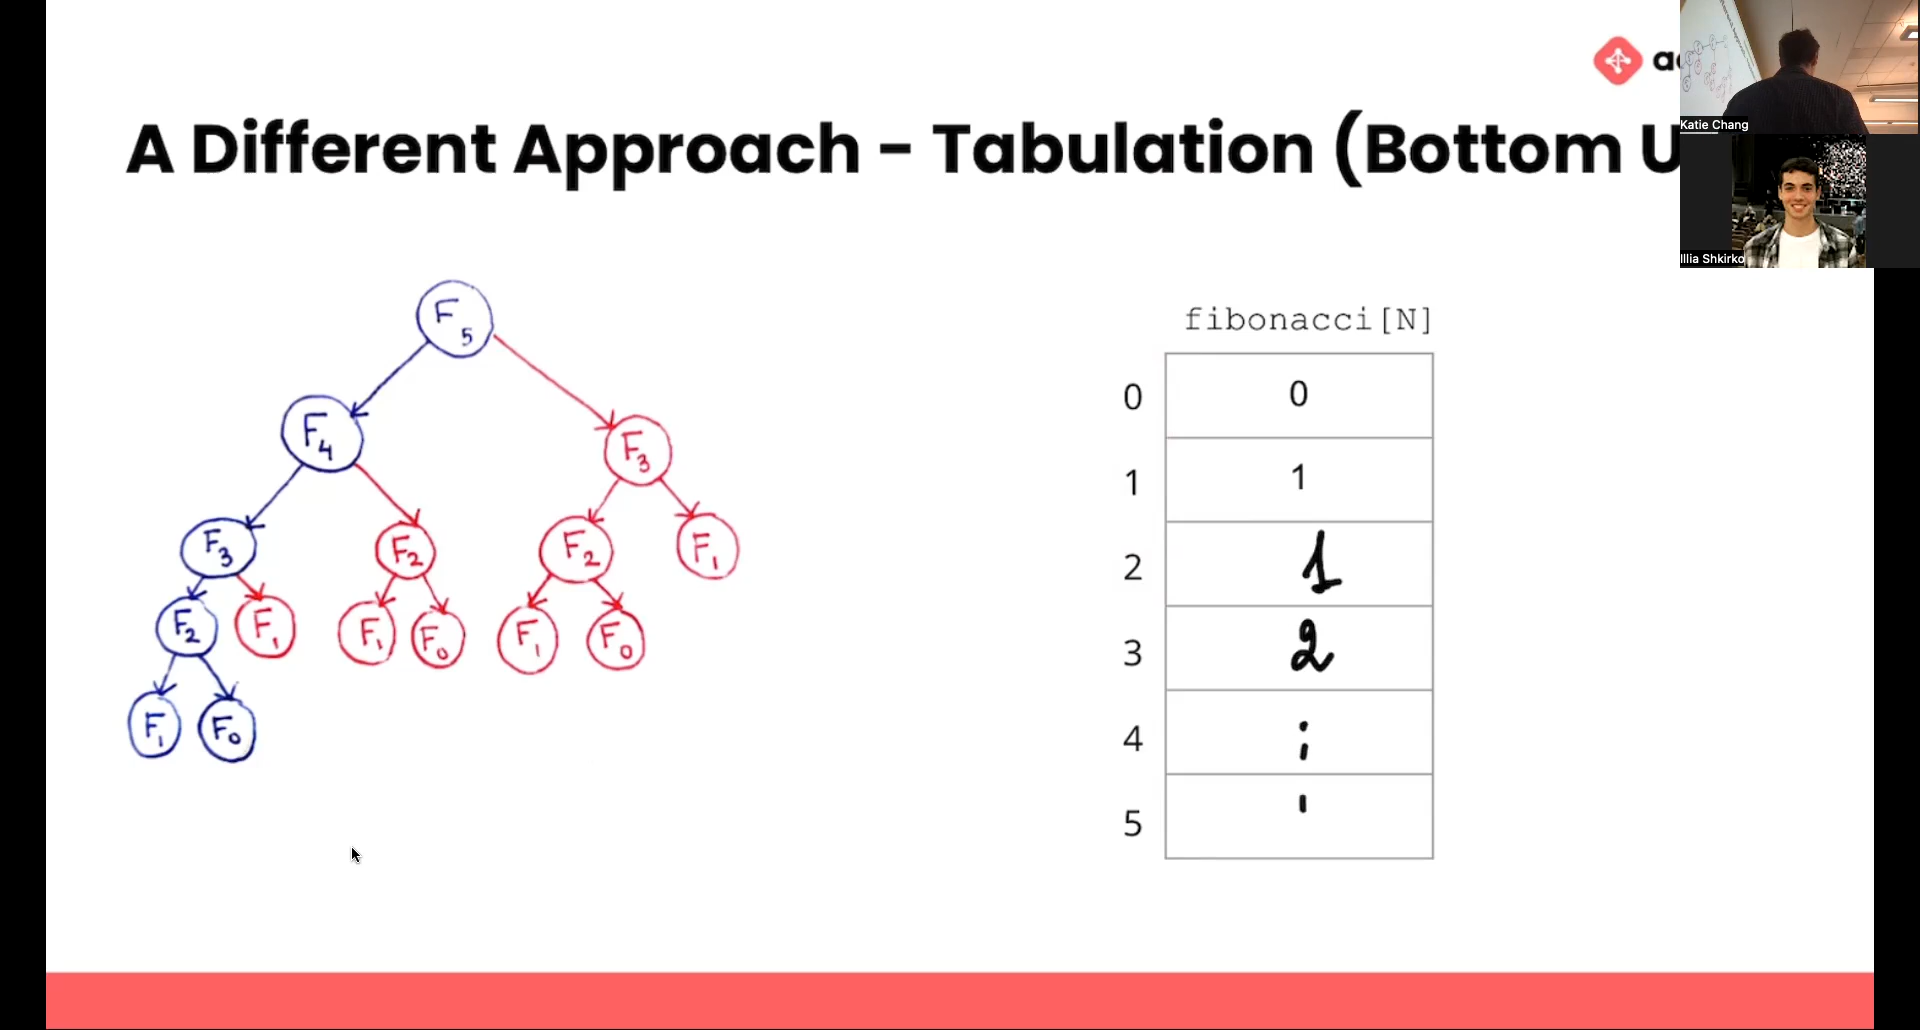 A Different Approach - Tabulation (Bottom U
Katie Chang
Illia Shkirko
F5
F4
F3
F3
F2
F2
F1
F2
F1
F1
F0
F1
F0
F1
F0
fibonacci[N]
0 0
1 1
2 1
3 2
4
5